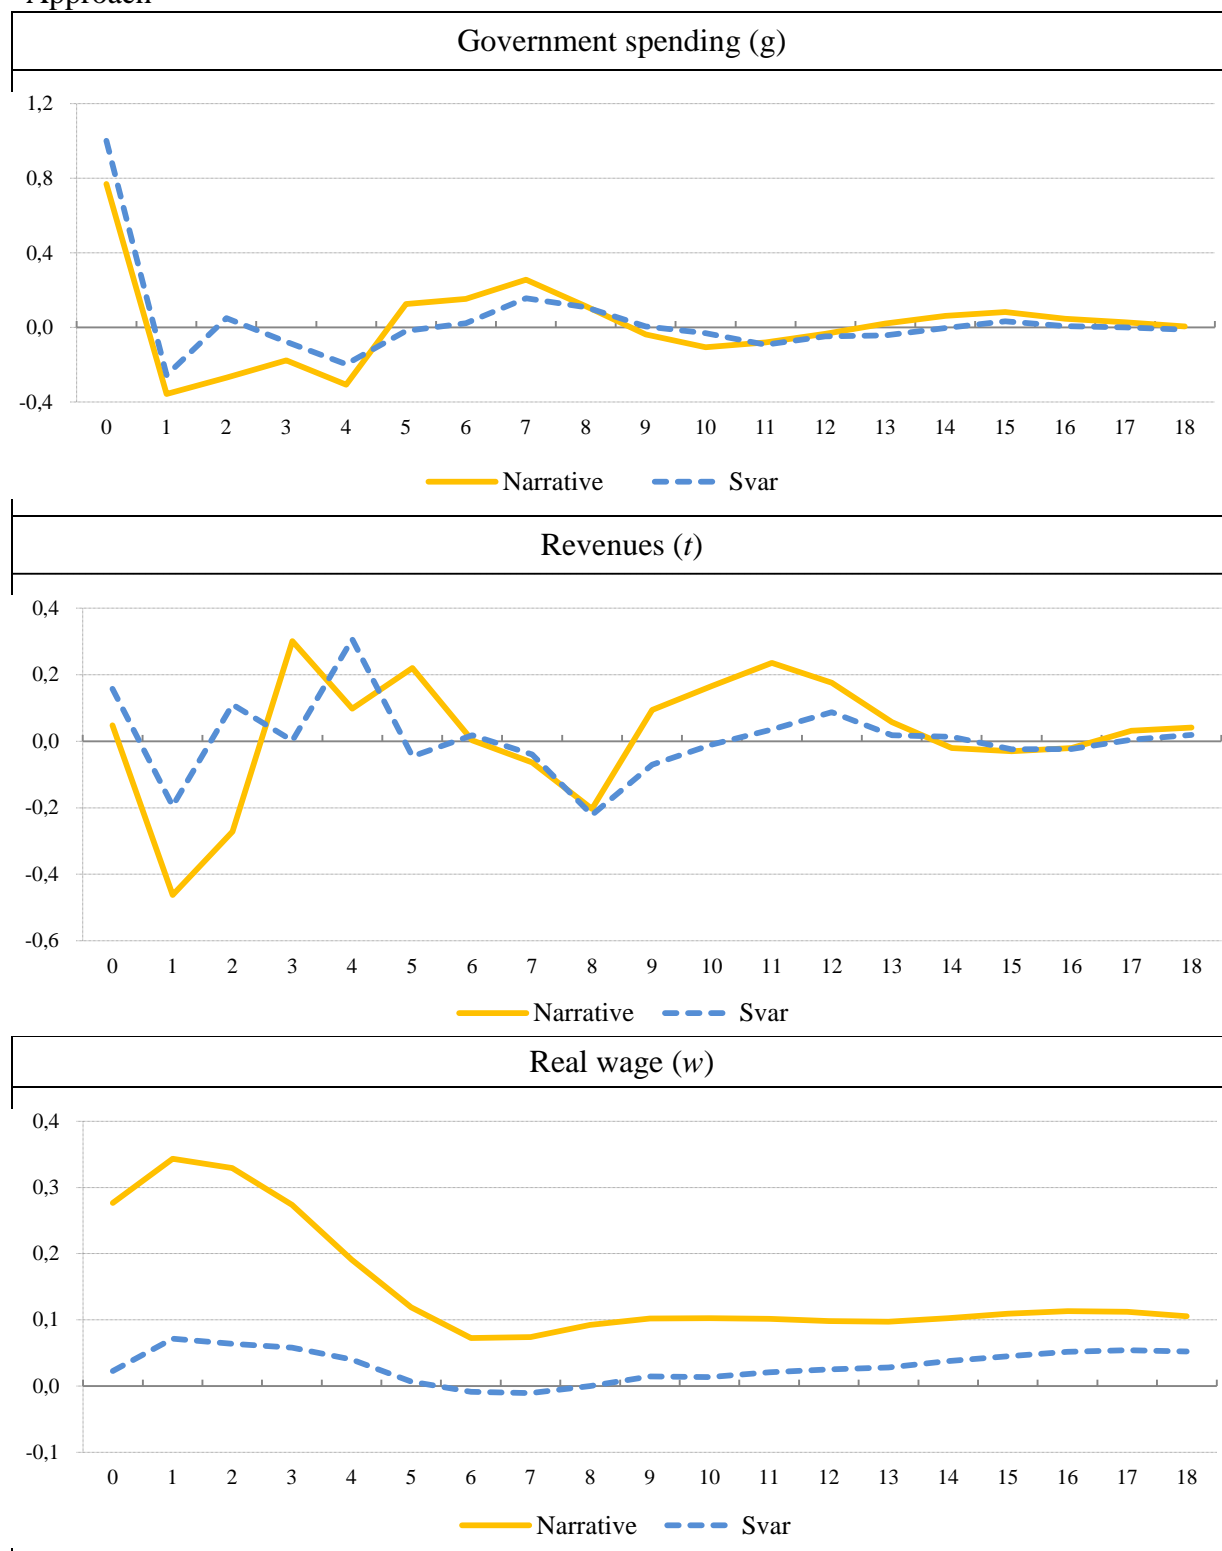 Approach
Government spending (g)
1,2
0,8
0,4
0,0
-0,4
0 1 2 3 4 5 6 7 8 9 10 11 12 13 14 15 16 17 18
Narrative Svar
Revenues (t)
0,4
0,2
0,0
-0,2
-0,4
-0,6
0 1 2 3 4 5 6 7 8 9 10 11 12 13 14 15 16 17 18
Narrative Svar
Real wage (w)
0,4
0,3
0,2
0,1
0,0
-0,1
0 1 2 3 4 5 6 7 8 9 10 11 12 13 14 15 16 17 18
Narrative Svar